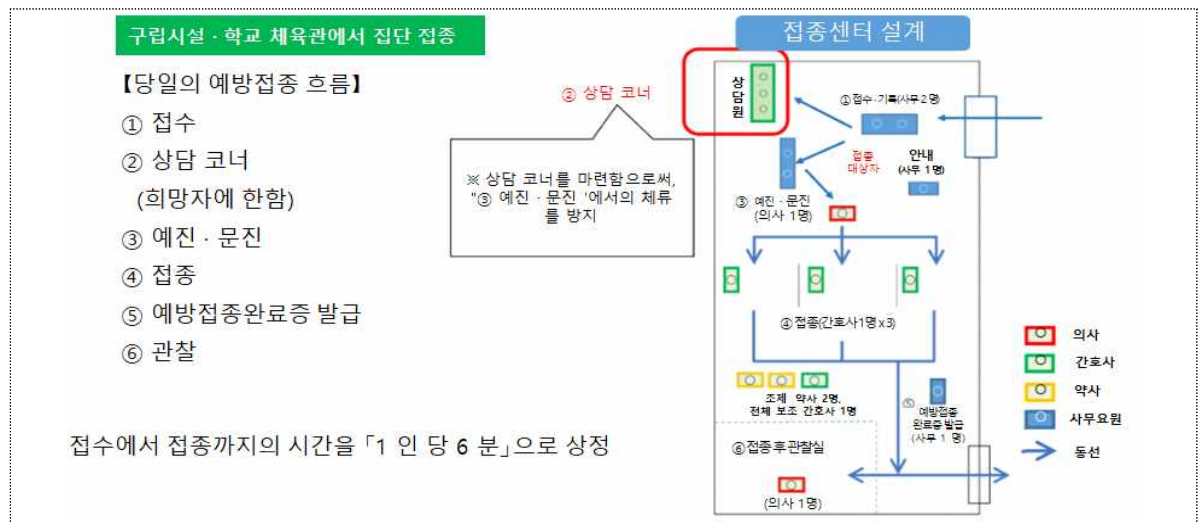 구립시설 · 학교 체육관에서 집단 접종
【당일의 예방접종 흐름】
① 접수
② 상담 코너
(희망자에 한함)
③ 예진 · 문진
④ 접종
⑤ 예방접종완료증 발급
⑥ 관찰
접수에서 접종까지의 시간을 「1 인 당 6 분」으로 상정
② 상담 코너
※ 상담 코너를 마련함으로써,
"③ 예진 · 문진 '에서의 체류
를 방지
접종센터 설계
상
담
원
①접수·기록(사무2명)
접종
대상자
안내
(사무 1명)
③ 예진 · 문진
(의사 1명)
④접종(간호사1명x3)
조제 약사 2명,
전체 보조 간호사 1명
⑤
예방접종
완료증 발급
(사무 1 명)
⑥접종 후 관찰실
(의사 1명)
의사
간호사
약사
사무요원
동선